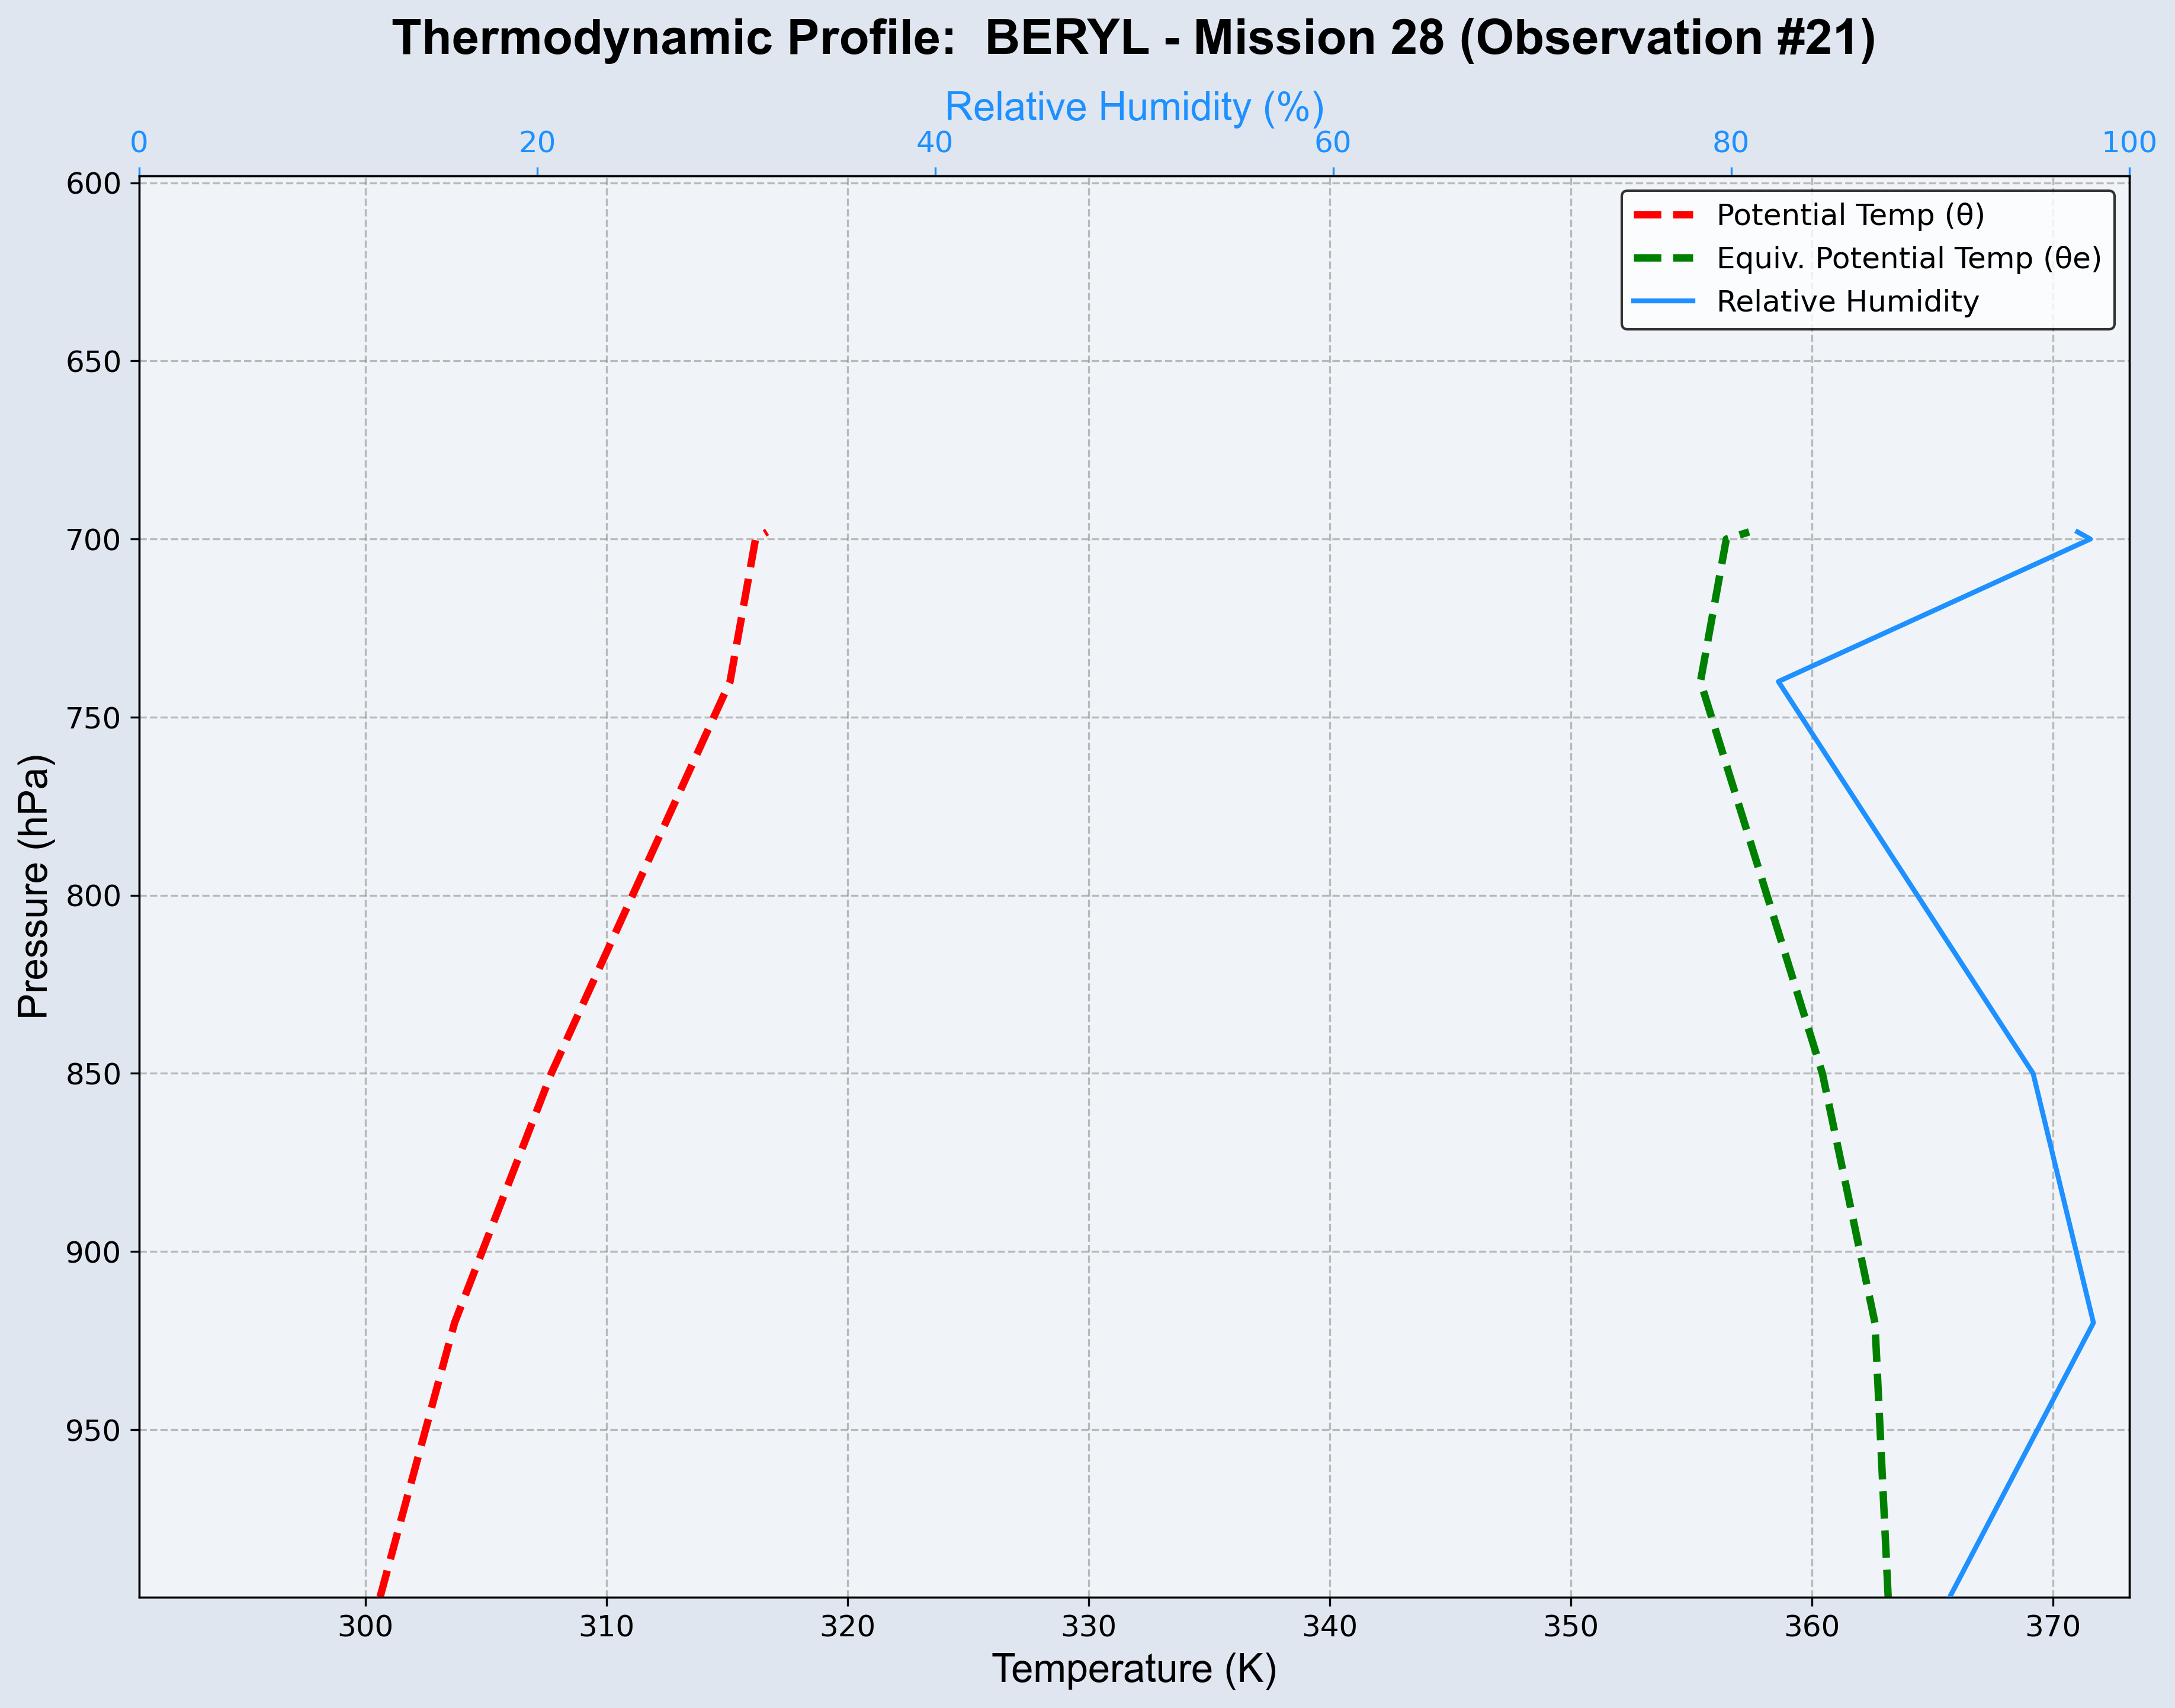 Thermodynamic Profile:  BERYL - Mission 28 (Observation #21)
Relative Humidity (%)
0 20 40 60 80 100
Potential Temp (θ)
Equiv. Potential Temp (θe)
Relative Humidity
600
650
700
750
800
850
900
950
Pressure (hPa)
300 310 320 330 340 350 360 370
Temperature (K)